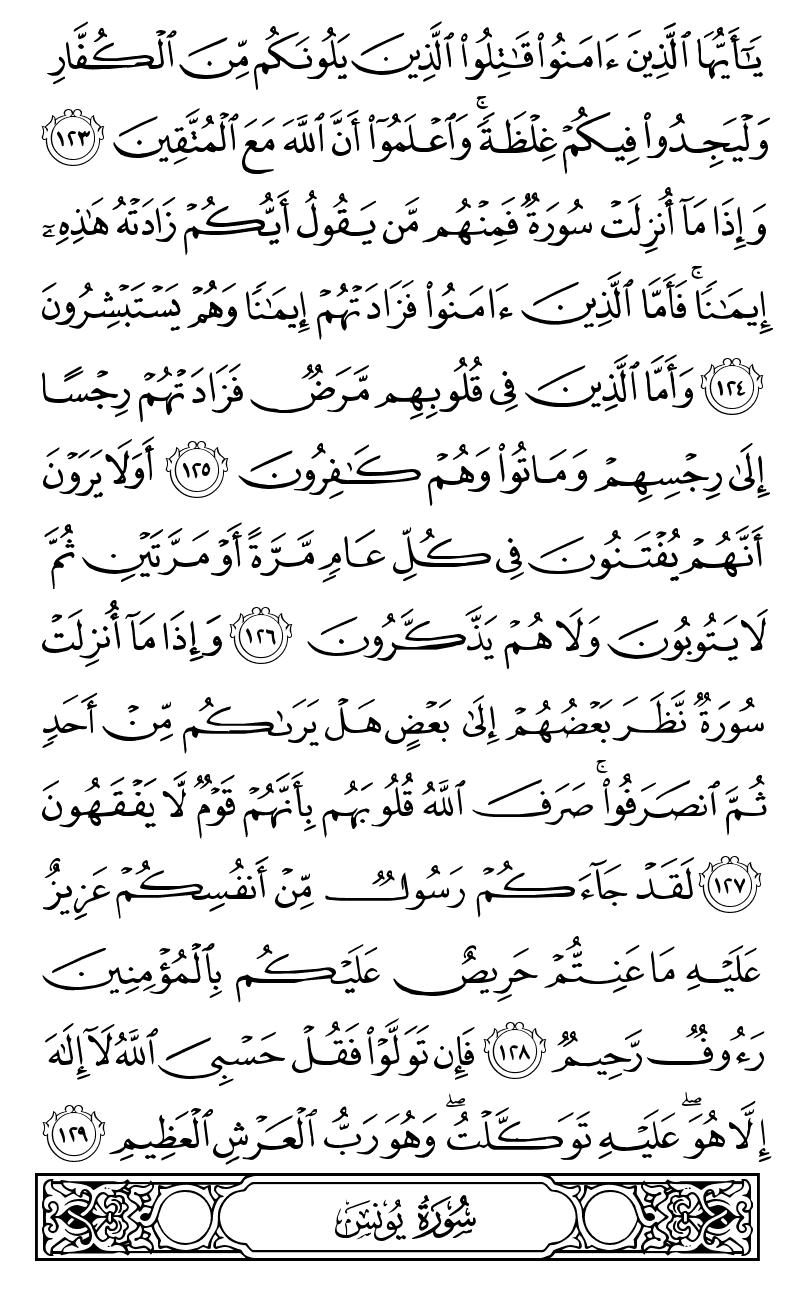 يَٰٓأَيُّهَا ٱلَّذِينَ ءَامَنُوا۟ قَٰتِلُوا۟ ٱلَّذِينَ يَلُونَكُم مِّنَ ٱلْكُفَّارِ
وَلْيَجِدُوا۟ فِيكُمْ غِلْظَةً ۚ وَٱعْلَمُوٓا۟ أَنَّ ٱللَّهَ مَعَ ٱلْمُتَّقِينَ ١٢٣
وَإِذَا مَآ أُنزِلَتْ سُورَةٌ فَمِنْهُم مَّن يَقُولُ أَيُّكُمْ زَادَتْهُ هَٰذِهِۦٓ
إِيمَٰنًا ۚ فَأَمَّا ٱلَّذِينَ ءَامَنُوا۟ فَزَادَتْهُمْ إِيمَٰنًا وَهُمْ يَسْتَبْشِرُونَ
١٢٤ وَأَمَّا ٱلَّذِينَ فِى قُلُوبِهِم مَّرَضٌ فَزَادَتْهُمْ رِجْسًا
إِلَىٰ رِجْسِهِمْ وَمَاتُوا۟ وَهُمْ كَٰفِرُونَ ١٢٥ أَوَلَا يَرَوْنَ
أَنَّهُمْ يُفْتَنُونَ فِى كُلِّ عَامٍ مَّرَّةً أَوْ مَرَّتَيْنِ ثُمَّ
لَا يَتُوبُونَ وَلَا هُمْ يَذَّكَّرُونَ ١٢٦ وَإِذَا مَآ أُنزِلَتْ
سُورَةٌ نَّظَرَ بَعْضُهُمْ إِلَىٰ بَعْضٍ هَلْ يَرَىٰكُم مِّنْ أَحَدٍ
ثُمَّ ٱنصَرَفُوا۟ ۚ صَرَفَ ٱللَّهُ قُلُوبَهُم بِأَنَّهُمْ قَوْمٌ لَّا يَفْقَهُونَ
١٢٧ لَقَدْ جَآءَكُمْ رَسُولٌ مِّنْ أَنفُسِكُمْ عَزِيزٌ
عَلَيْهِ مَا عَنِتُّمْ حَرِيصٌ عَلَيْكُم بِٱلْمُؤْمِنِينَ
رَءُوفٌ رَّحِيمٌ ١٢٨ فَإِن تَوَلَّوْا۟ فَقُلْ حَسْبِىَ ٱللَّهُ لَآ إِلَٰهَ
إِلَّا هُوَ ۖ عَلَيْهِ تَوَكَّلْتُ ۖ وَهُوَ رَبُّ ٱلْعَرْشِ ٱلْعَظِيمِ ١٢٩
سُورَةُ يُونُسَ